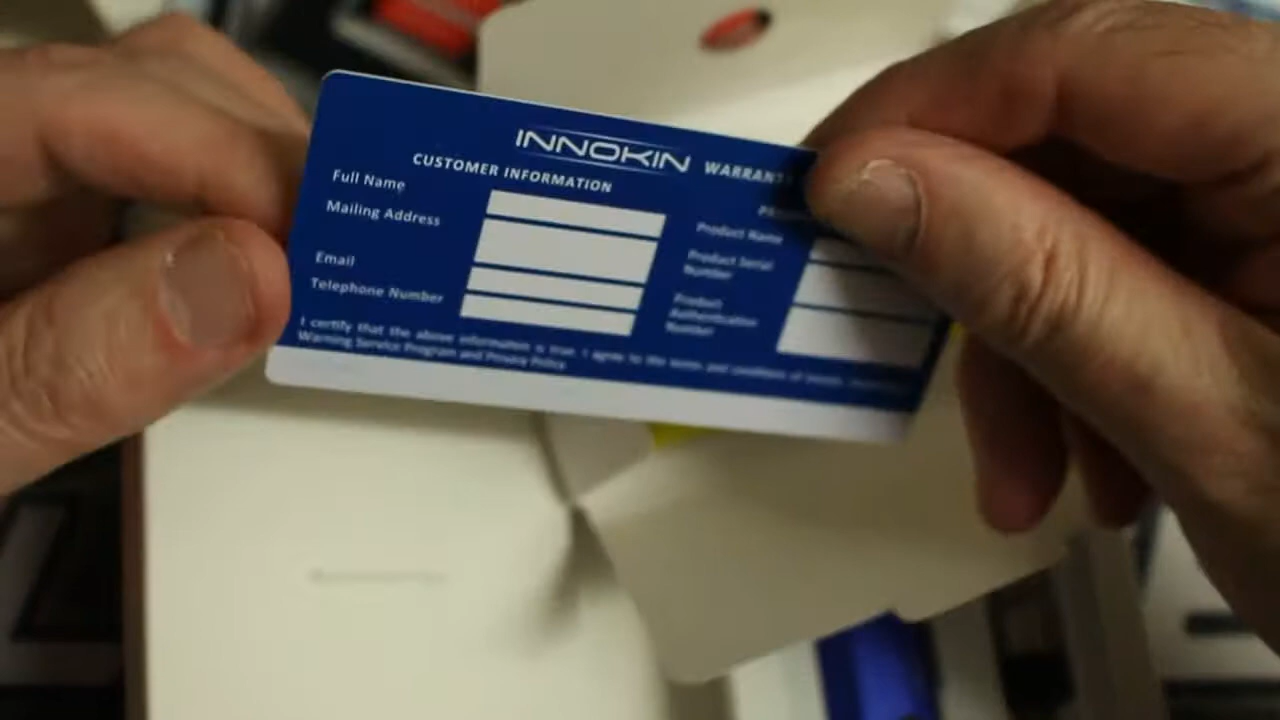 INNOKIN WARRANTY
CUSTOMER INFORMATION
Full Name
Mailing Address
Email
Telephone Number
Product Name
Product Serial
Number
Product
Authentication
Number
I certify that the above information is true. I agree to the terms and conditions of
Warning Service Program and Privacy Policy